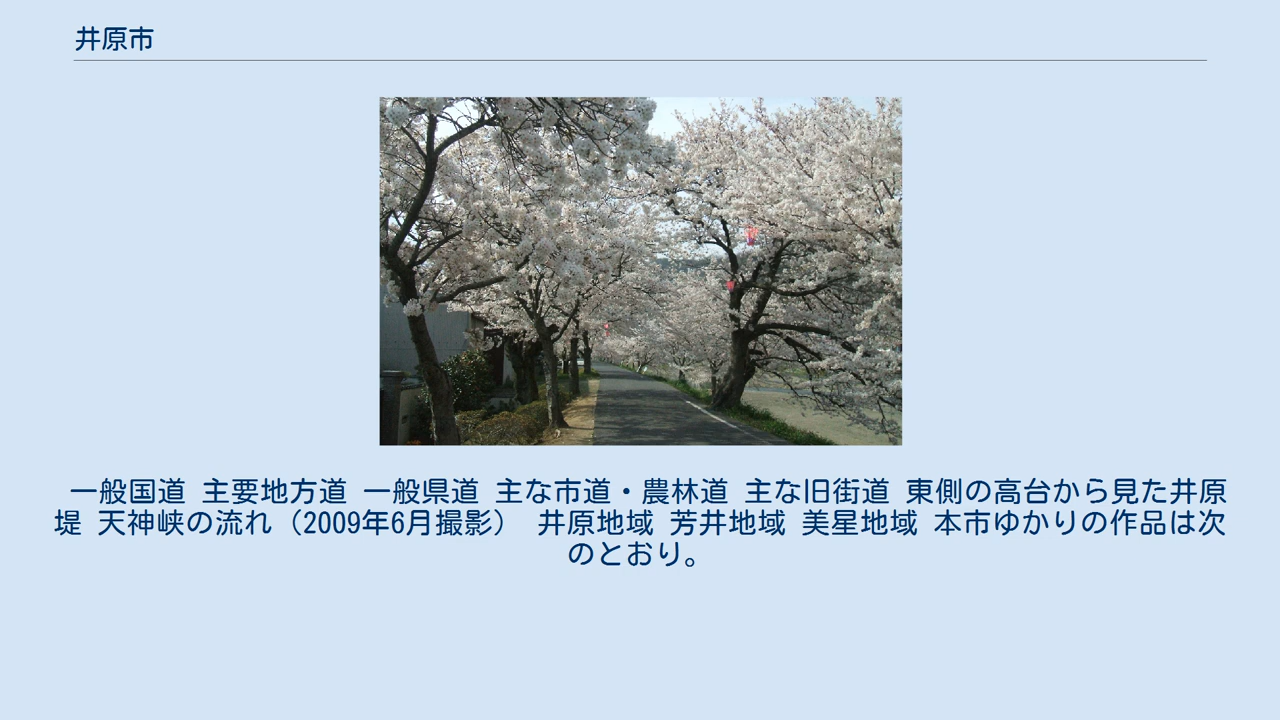 井原市
一般国道 主要地方道 一般県道 主な市道・農林道 主な旧街道 東側の高台から見た井原
堤 天神峡の流れ（2009年6月撮影） 井原地域 芳井地域 美星地域 本市ゆかりの作品は次
のとおり。